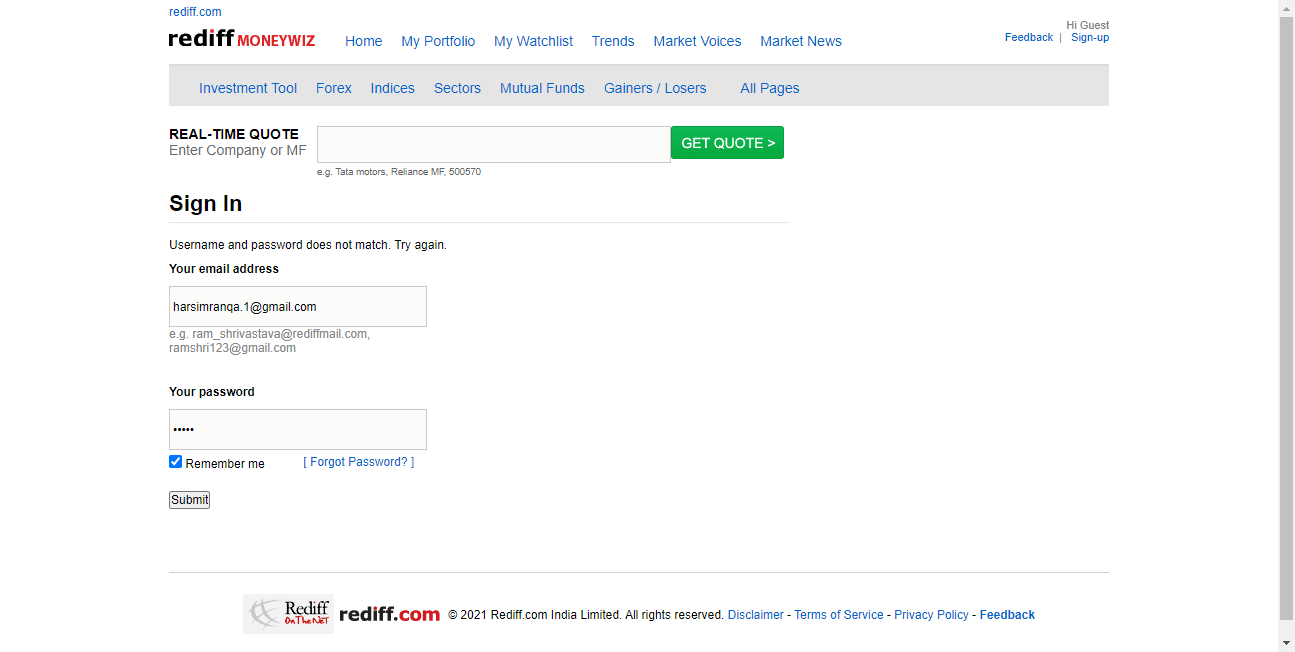 rediff.com
rediff MONEYWIZ
Home My Portfolio My Watchlist Trends Market Voices Market News
Hi Guest
Feedback | Sign-up
Investment Tool Forex Indices Sectors Mutual Funds Gainers / Losers All Pages
REAL-TIME QUOTE
Enter Company or MF
GET QUOTE >
e.g. Tata motors, Reliance MF, 500570
Sign In
Username and password does not match. Try again.
Your email address
harsimranqa.1@gmail.com
e.g. ram_shrivastava@rediffmail.com,
ramshri123@gmail.com
Your password
•••••
Remember me [ Forgot Password? ]
Submit
Rediff
On The Net
rediff.com © 2021 Rediff.com India Limited. All rights reserved. Disclaimer - Terms of Service - Privacy Policy - Feedback